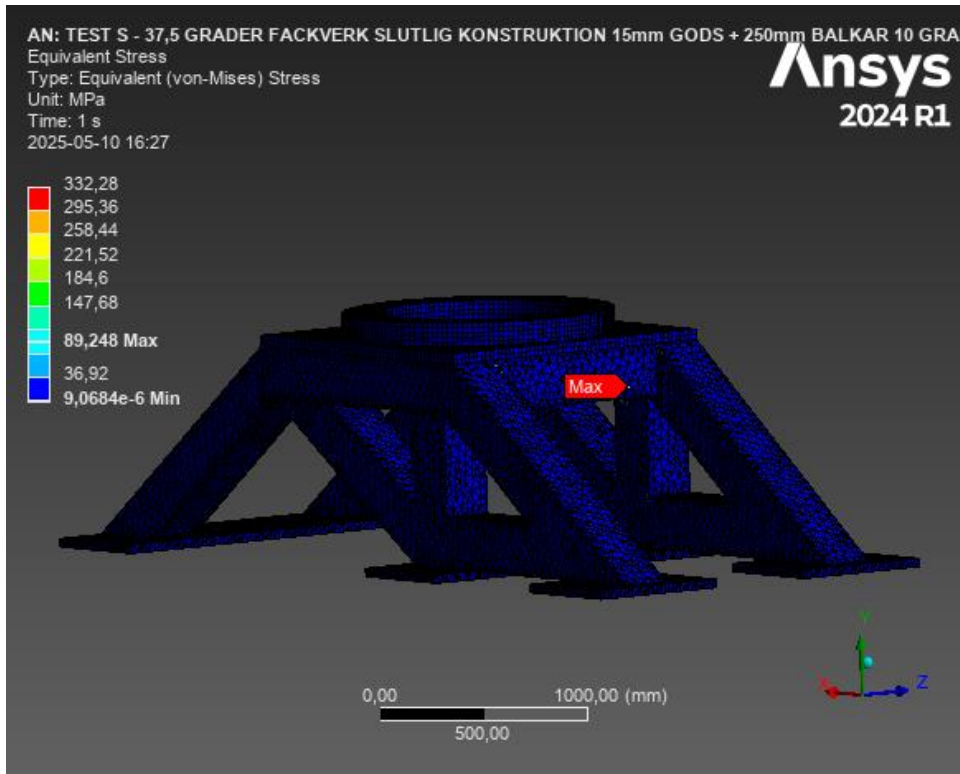 AN: TEST S - 37,5 GRADER FACKVERK SLUTLIG KONSTRUKTION 15mm GODS + 250mm BALKAR 10 GRA
Equivalent Stress
Type: Equivalent (von-Mises) Stress
Unit: MPa
Time: 1 s
2025-05-10 16:27
Ansys
2024 R1
332,28
295,36
258,44
221,52
184,6
147,68
89,248 Max
36,92
9,0684e-6 Min
Max
Y
X
Z
0,00
1000,00 (mm)
500,00